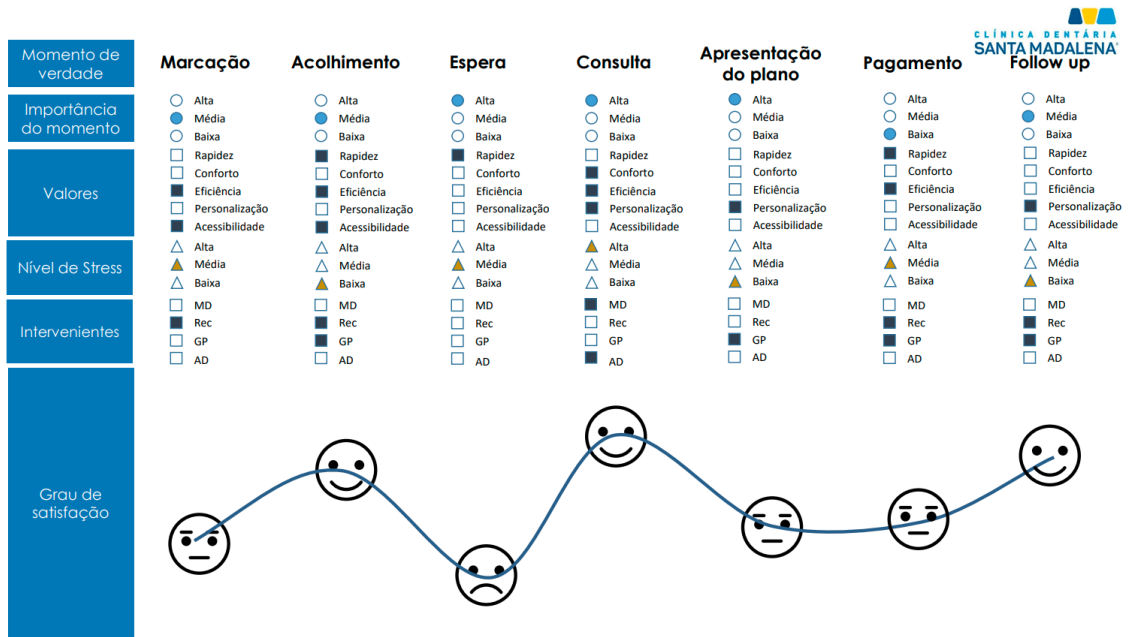 CLÍNICA DENTÁRIA
SANTA MADALENA®
Momento de
verdade
Marcação
Acolhimento
Espera
Consulta
Apresentação
do plano
Pagamento
Follow up
Importância
do momento
Alta
Média
Baixa
Alta
Média
Baixa
Alta
Média
Baixa
Alta
Média
Baixa
Alta
Média
Baixa
Alta
Média
Baixa
Alta
Média
Baixa
Valores
Rapidez
Conforto
Eficiência
Personalização
Acessibilidade
Rapidez
Conforto
Eficiência
Personalização
Acessibilidade
Rapidez
Conforto
Eficiência
Personalização
Acessibilidade
Rapidez
Conforto
Eficiência
Personalização
Acessibilidade
Rapidez
Conforto
Eficiência
Personalização
Acessibilidade
Rapidez
Conforto
Eficiência
Personalização
Acessibilidade
Rapidez
Conforto
Eficiência
Personalização
Acessibilidade
Nível de Stress
Alta
Média
Baixa
Alta
Média
Baixa
Alta
Média
Baixa
Alta
Média
Baixa
Alta
Média
Baixa
Alta
Média
Baixa
Alta
Média
Baixa
Intervenientes
MD
Rec
GP
AD
MD
Rec
GP
AD
MD
Rec
GP
AD
MD
Rec
GP
AD
MD
Rec
GP
AD
MD
Rec
GP
AD
MD
Rec
GP
AD
Grau de
satisfação